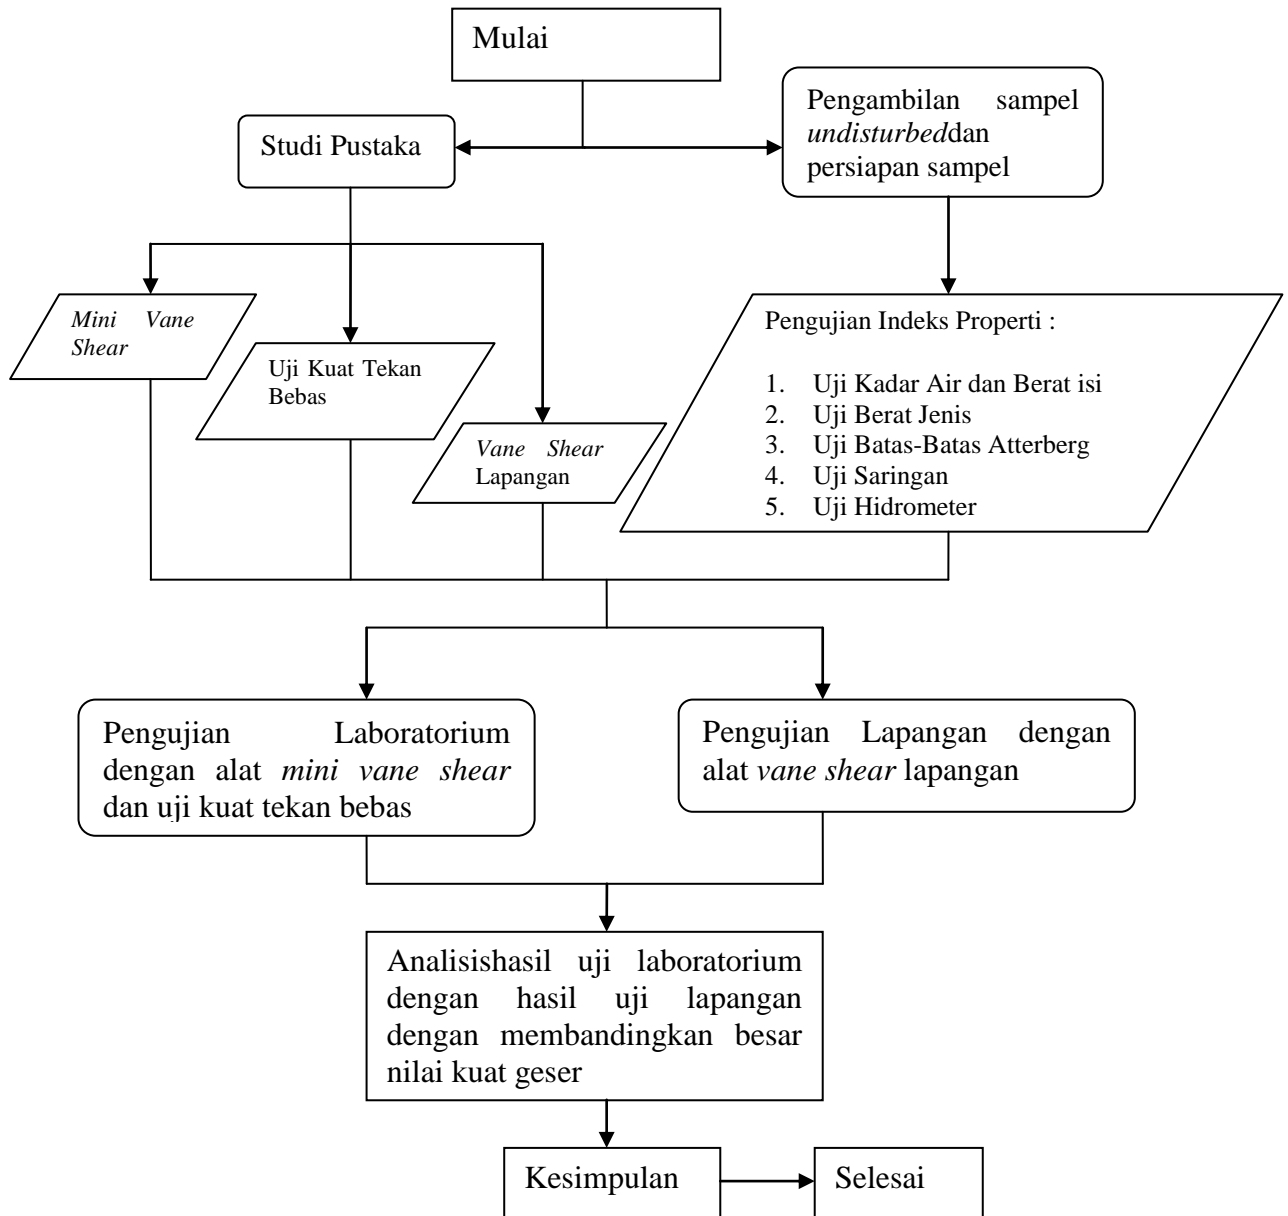 Mulai
Pengambilan sampel
undisturbeddan
persiapan sampel
Studi Pustaka
Mini Vane
Shear
Uji Kuat Tekan
Bebas
Vane Shear
Lapangan
Pengujian Indeks Properti :
1. Uji Kadar Air dan Berat isi
2. Uji Berat Jenis
3. Uji Batas-Batas Atterberg
4. Uji Saringan
5. Uji Hidrometer
Pengujian Laboratorium
dengan alat mini vane shear
dan uji kuat tekan bebas
Pengujian Lapangan dengan
alat vane shear lapangan
Analisishasil uji laboratorium
dengan hasil uji lapangan
dengan membandingkan besar
nilai kuat geser
Kesimpulan
Selesai